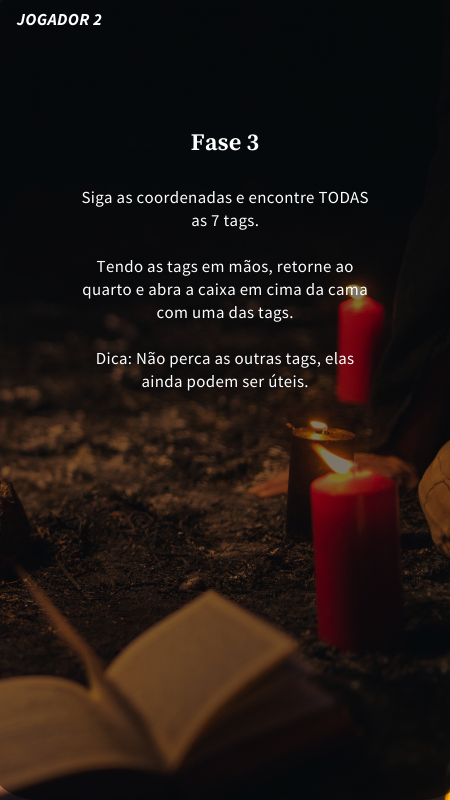 JOGADOR 2
Fase 3
Siga as coordenadas e encontre TODAS
as 7 tags.
Tendo as tags em mãos, retorne ao
quarto e abra a caixa em cima da cama
com uma das tags.
Dica: Não perca as outras tags, elas
ainda podem ser úteis.